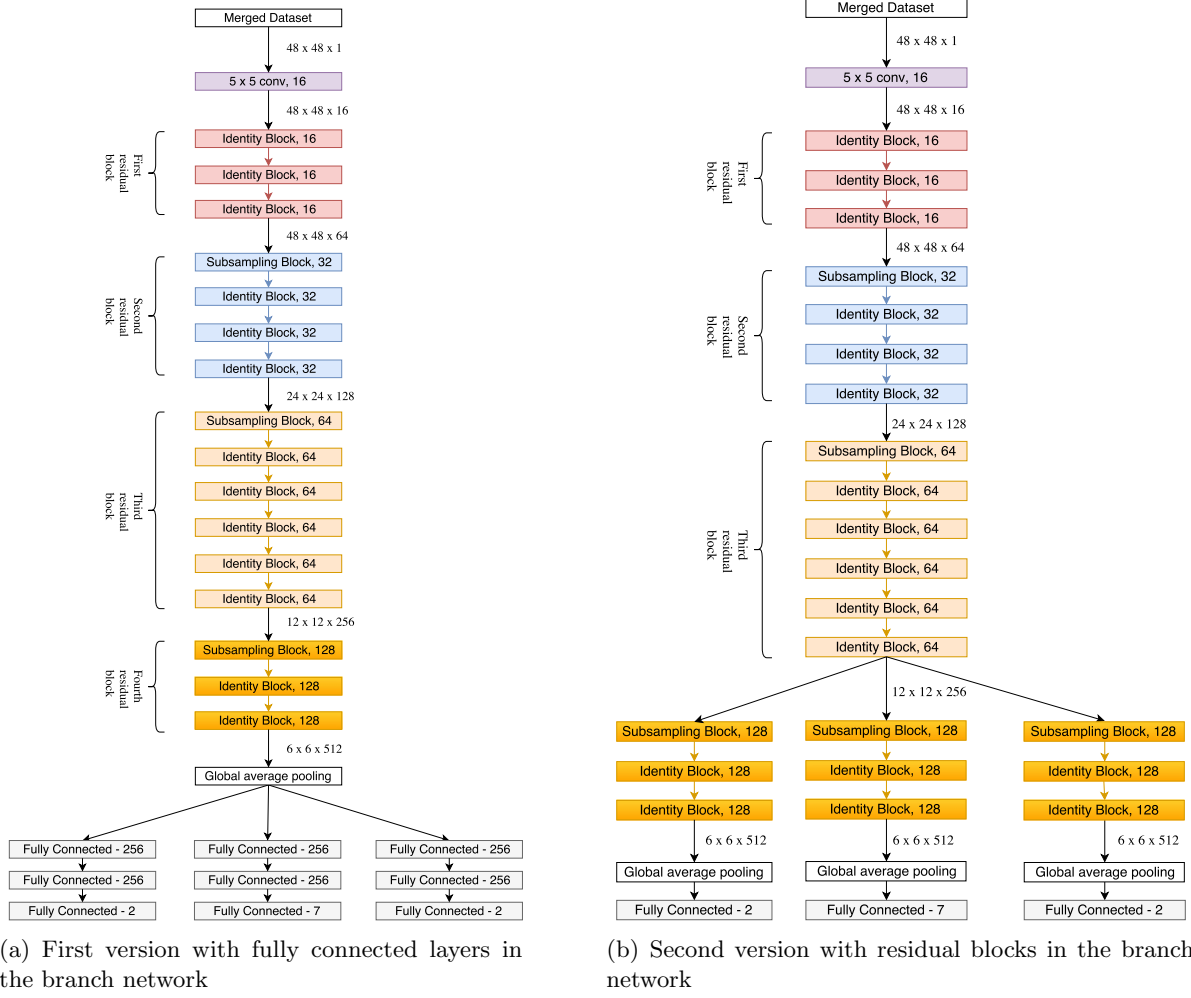 Merged Dataset
48 x 48 x 1
5 x 5 conv, 16
48 x 48 x 16
Identity Block, 16
Identity Block, 16
Identity Block, 16
First
residual
block
48 x 48 x 64
Subsampling Block, 32
Identity Block, 32
Identity Block, 32
Identity Block, 32
Second
residual
block
24 x 24 x 128
Subsampling Block, 64
Identity Block, 64
Identity Block, 64
Identity Block, 64
Identity Block, 64
Identity Block, 64
Third
residual
block
12 x 12 x 256
Subsampling Block, 128
Identity Block, 128
Identity Block, 128
Fourth
residual
block
6 x 6 x 512
Global average pooling
Fully Connected - 256
Fully Connected - 256
Fully Connected - 256
Fully Connected - 256
Fully Connected - 256
Fully Connected - 256
Fully Connected - 2
Fully Connected - 7
Fully Connected - 2
(a) First version with fully connected layers in
the branch network
Merged Dataset
48 x 48 x 1
5 x 5 conv, 16
48 x 48 x 16
Identity Block, 16
Identity Block, 16
Identity Block, 16
First
residual
block
48 x 48 x 64
Subsampling Block, 32
Identity Block, 32
Identity Block, 32
Identity Block, 32
Second
residual
block
24 x 24 x 128
Subsampling Block, 64
Identity Block, 64
Identity Block, 64
Identity Block, 64
Identity Block, 64
Identity Block, 64
Third
residual
block
12 x 12 x 256
Subsampling Block, 128
Subsampling Block, 128
Subsampling Block, 128
Identity Block, 128
Identity Block, 128
Identity Block, 128
Identity Block, 128
Identity Block, 128
Identity Block, 128
6 x 6 x 512
6 x 6 x 512
6 x 6 x 512
Global average pooling
Global average pooling
Global average pooling
Fully Connected - 2
Fully Connected - 7
Fully Connected - 2
(b) Second version with residual blocks in the branch
network